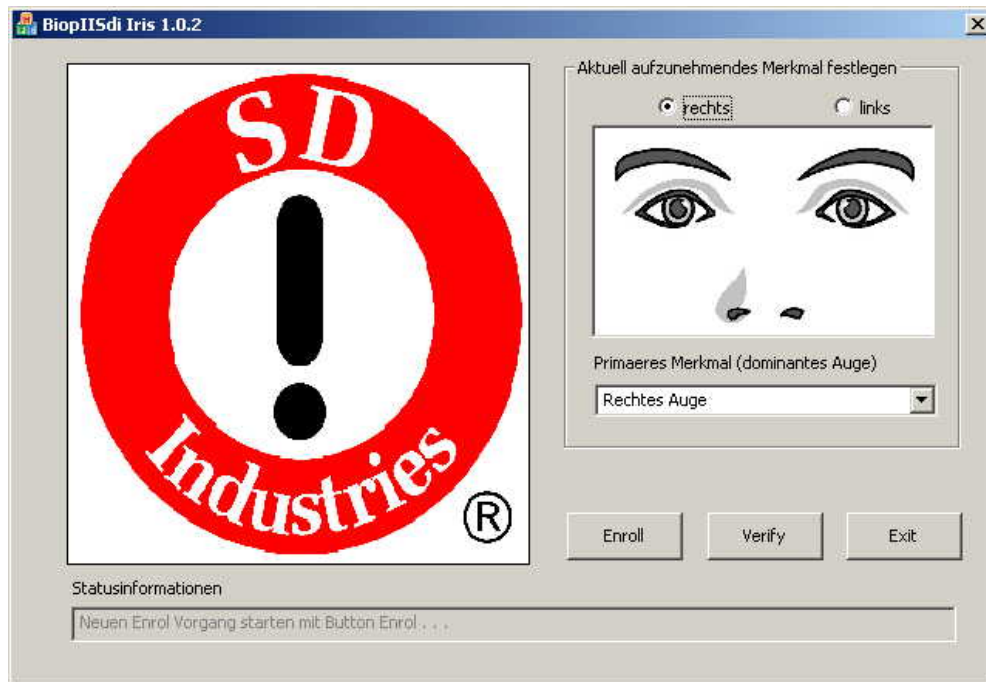 BiopIISdi Iris 1.0.2
SD
Industries
®
Aktuell aufzunehmendes Merkmal festlegen
rechts
links
Primaeres Merkmal (dominantes Auge)
Rechtes Auge
Enroll
Verify
Exit
Statusinformationen
Neuen Enrol Vorgang starten mit Button Enrol . . .